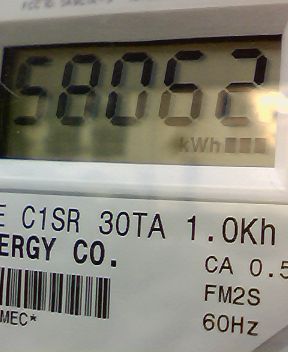 58062
kWh
E C1SR 30TA 1.0Kh
ERGY CO.
CA 0.5
FM2S
MEC*
60Hz